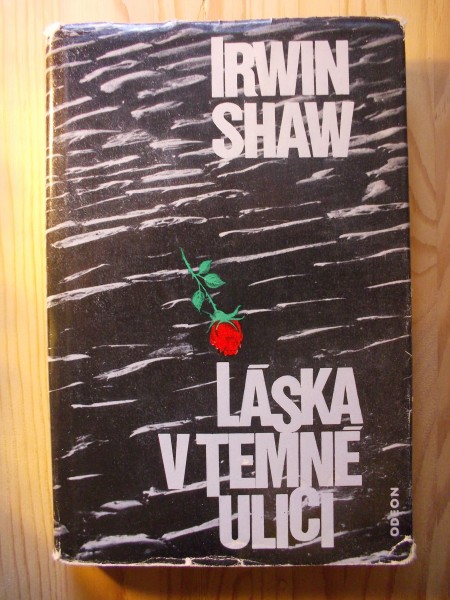 IRWIN
SHAW
LÁSKA
V TEMNÉ
ULICI
ODEON